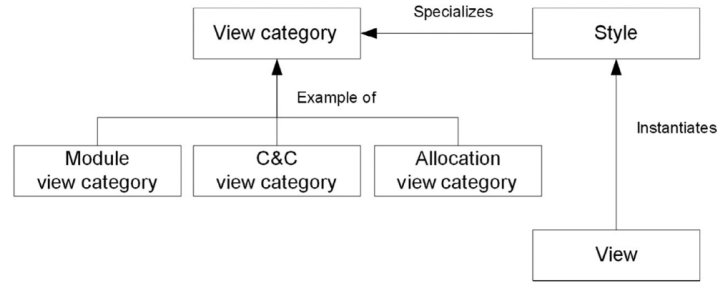 Specializes
View category
Style
Example of
Instantiates
Module
view category
C&C
view category
Allocation
view category
View